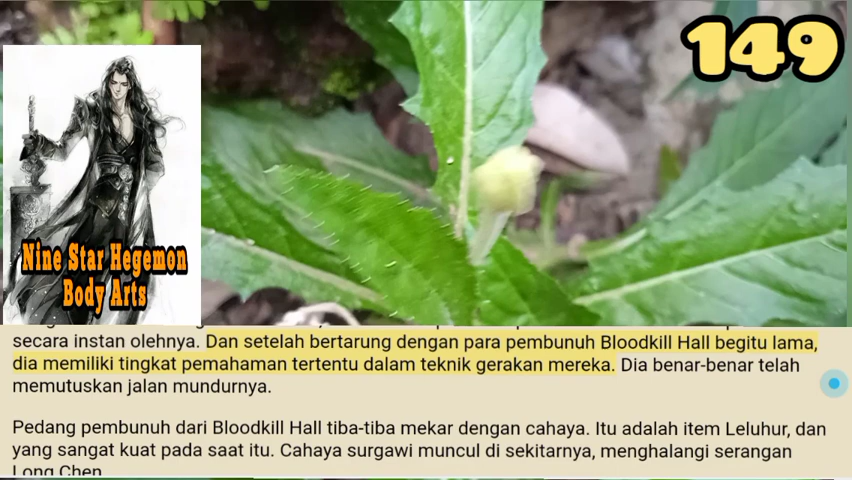 149
Nine Star Hegemon
Body Arts
secara instan olehnya. Dan setelah bertarung dengan para pembunuh Bloodkill Hall begitu lama,
dia memiliki tingkat pemahaman tertentu dalam teknik gerakan mereka. Dia benar-benar telah
memutuskan jalan mundurnya.
Pedang pembunuh dari Bloodkill Hall tiba-tiba mekar dengan cahaya. Itu adalah item Leluhur, dan
yang sangat kuat pada saat itu. Cahaya surgawi muncul di sekitarnya, menghalangi serangan
Long Chen